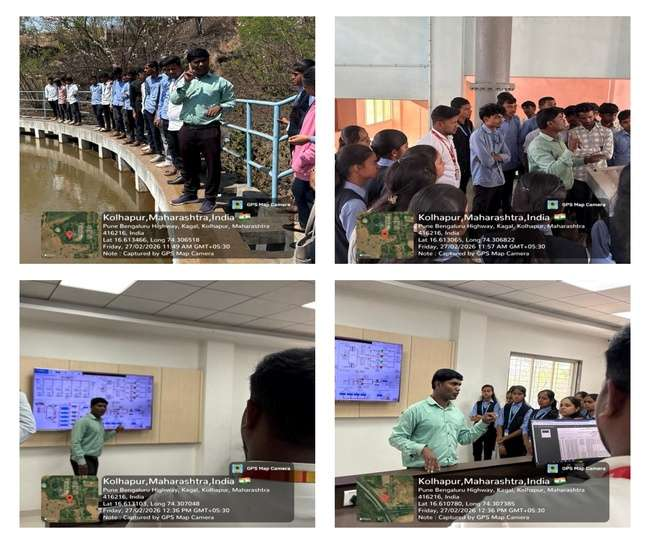 GPS Map Camera
Kolhapur,Maharashtra,India 🇮🇳
Pune Bengaluru Highway, Kagal, Kolhapur, Maharashtra
416216, India
Lat 16.613466, Long 74.306518
Friday, 27/02/2026 11:49 AM GMT+05:30
Note : Captured by GPS Map Camera
GPS Map Camera
Kolhapur,Maharashtra,India 🇮🇳
Pune Bengaluru Highway, Kagal, Kolhapur, Maharashtra
416216, India
Lat 16.613065, Long 74.306822
Friday, 27/02/2026 11:57 AM GMT+05:30
Note : Captured by GPS Map Camera
GPS Map Camera
Kolhapur,Maharashtra,India 🇮🇳
Pune Bengaluru Highway, Kagal, Kolhapur, Maharashtra
416216, India
Lat 16.613103, Long 74.307048
Friday, 27/02/2026 12:36 PM GMT+05:30
Note : Captured by GPS Map Camera
GPS Map Camera
Kolhapur,Maharashtra,India 🇮🇳
Pune Bengaluru Highway, Kagal, Kolhapur, Maharashtra
416216, India
Lat 16.610780, Long 74.307385
Friday, 27/02/2026 12:36 PM GMT+05:30
Note : Captured by GPS Map Camera